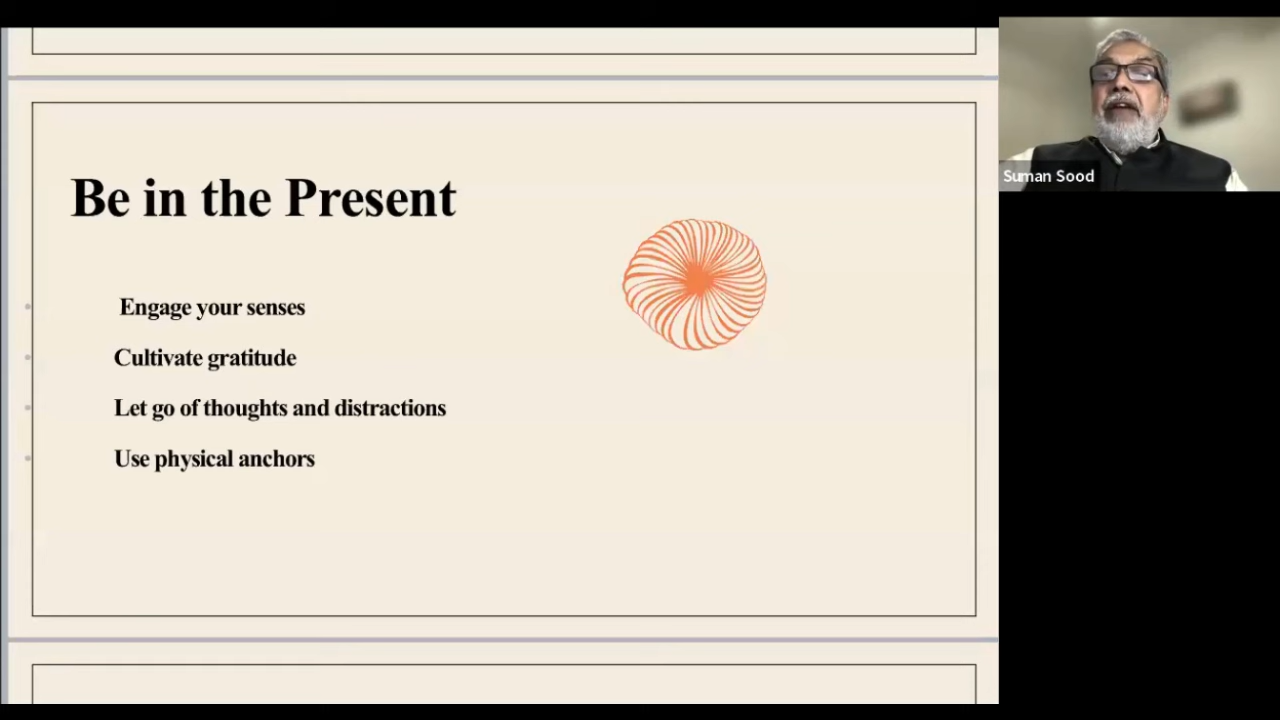 Be in the Present
Engage your senses
Cultivate gratitude
Let go of thoughts and distractions
Use physical anchors
Suman Sood